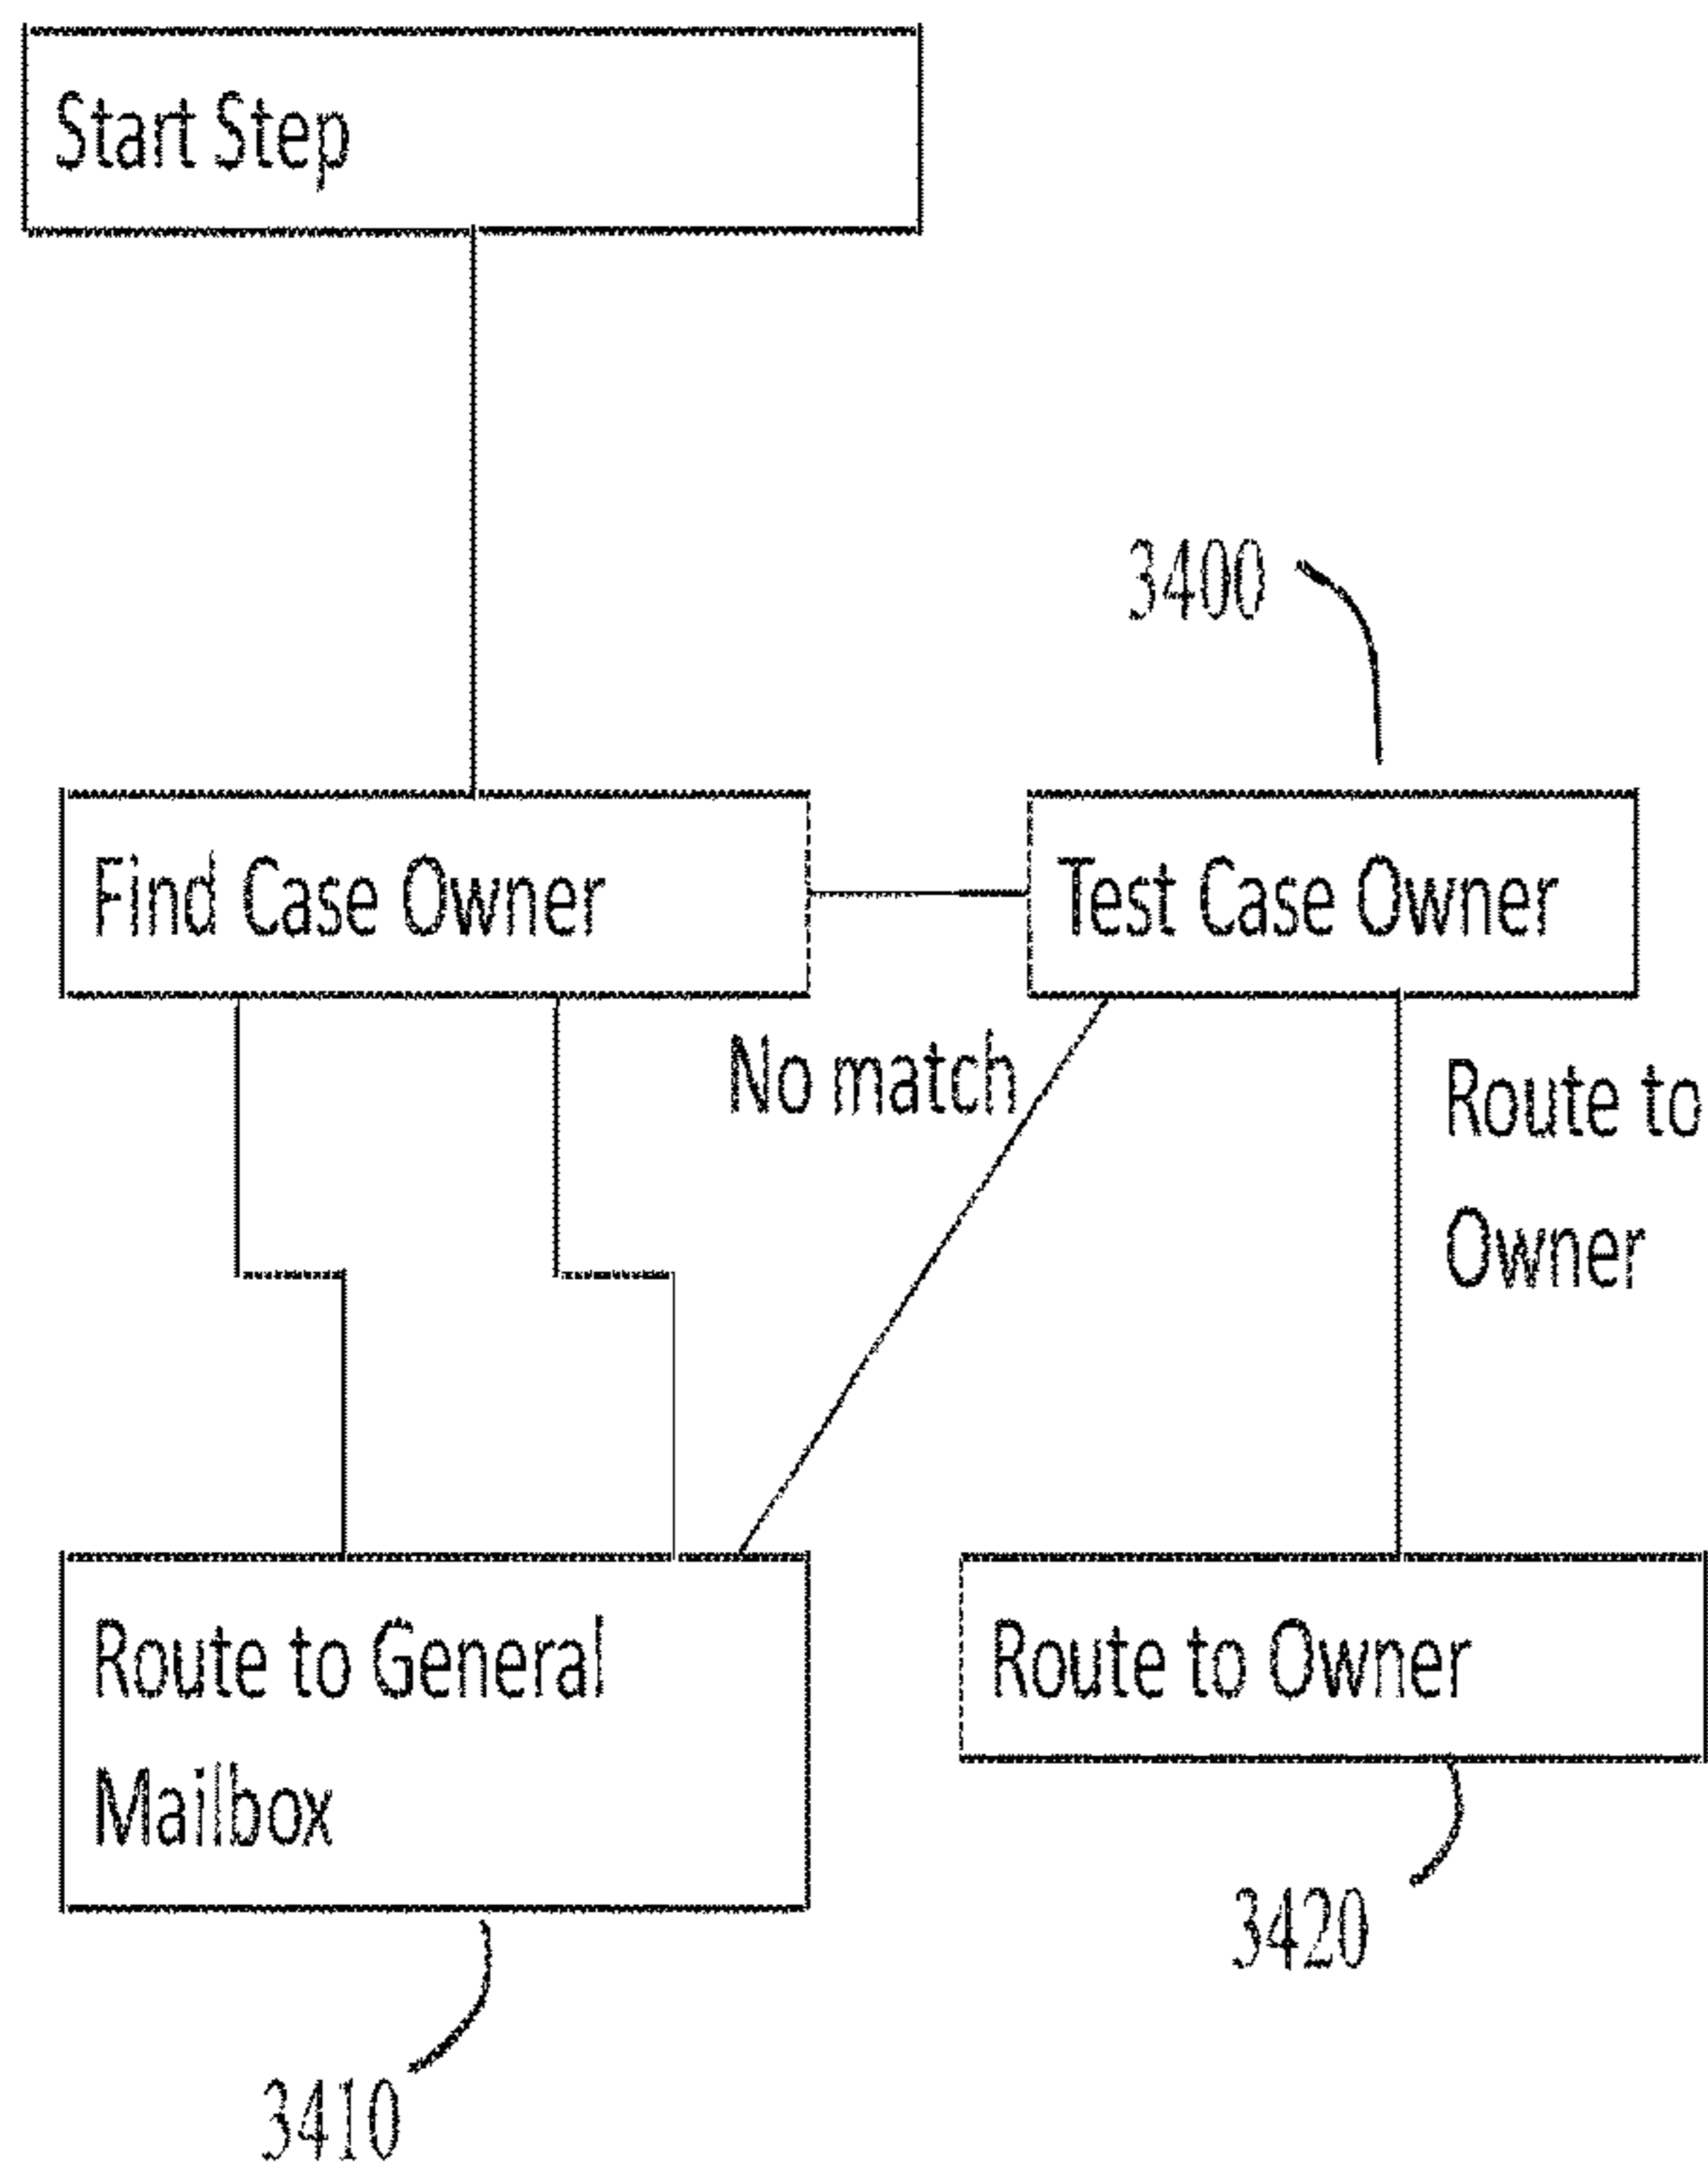 Start Step
3400
Find Case Owner
Test Case Owner
No match
Route to
Owner
Route to General
Mailbox
Route to Owner
3420
3410